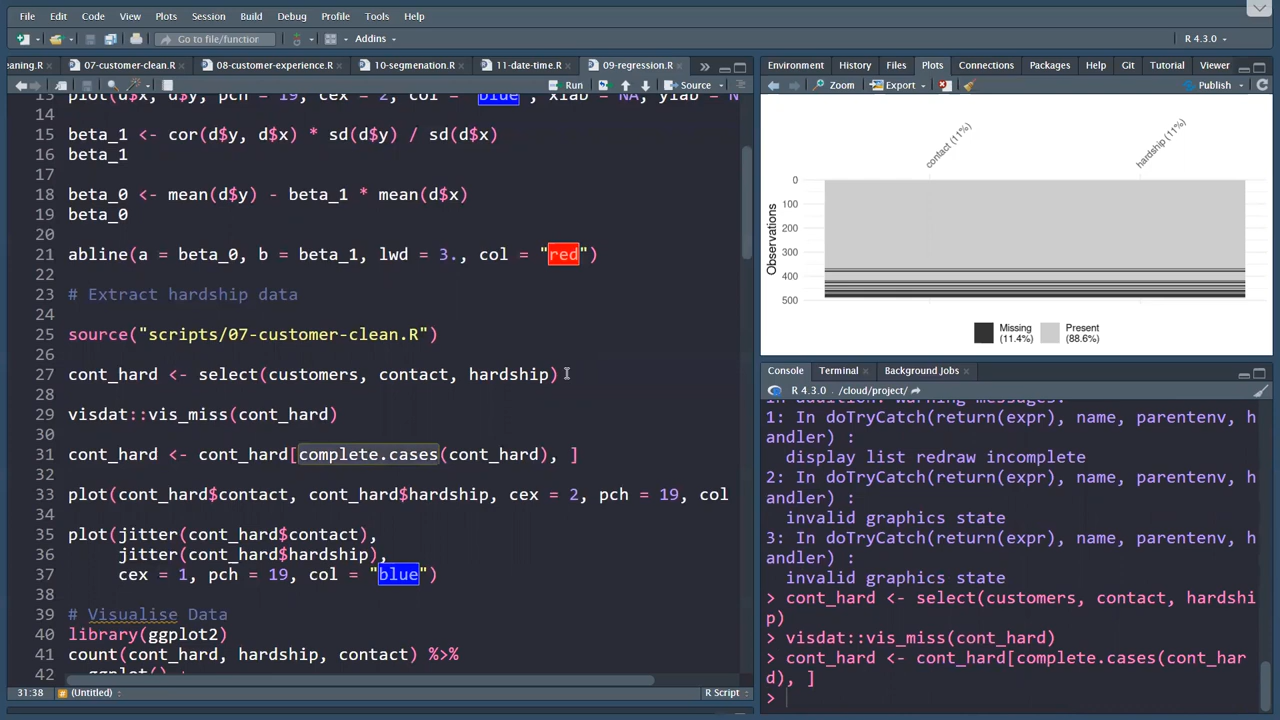 File Edit Code View Plots Session Build Debug Profile Tools Help
Go to file/function Addins R 4.3.0
eaning.R 07-customer-clean.R 08-customer-experience.R 10-segmenation.R 11-date-time.R 09-regression.R
Run Source
13 plot(d$x, d$y, pch = 19, cex = 2, col = "blue", xlab = NA, ylab = N
14
15 beta_1 <- cor(d$y, d$x) * sd(d$y) / sd(d$x)
16 beta_1
17
18 beta_0 <- mean(d$y) - beta_1 * mean(d$x)
19 beta_0
20
21 abline(a = beta_0, b = beta_1, lwd = 3., col = "red")
22
23 # Extract hardship data
24
25 source("scripts/07-customer-clean.R")
26
27 cont_hard <- select(customers, contact, hardship)
28
29 visdat::vis_miss(cont_hard)
30
31 cont_hard <- cont_hard[complete.cases(cont_hard), ]
32
33 plot(cont_hard$contact, cont_hard$hardship, cex = 2, pch = 19, col
34
35 plot(jitter(cont_hard$contact),
36 jitter(cont_hard$hardship),
37 cex = 1, pch = 19, col = "blue")
38
39 # Visualise Data
40 library(ggplot2)
41 count(cont_hard, hardship, contact) %>%
42 ggplot() +
31:38 (Untitled) R Script
Environment History Files Plots Connections Packages Help Git Tutorial Viewer
Zoom Export Publish
contact (11%) hardship (11%)
0
100
200
300
400
500
Observations
Missing (11.4%)
Present (88.6%)
Console Terminal Background Jobs
R 4.3.0 · /cloud/project/
In addition: Warning messages:
1: In doTryCatch(return(expr), name, parentenv, h
andler) :
display list redraw incomplete
2: In doTryCatch(return(expr), name, parentenv, h
andler) :
invalid graphics state
3: In doTryCatch(return(expr), name, parentenv, h
andler) :
invalid graphics state
> cont_hard <- select(customers, contact, hardshi
p)
> visdat::vis_miss(cont_hard)
> cont_hard <- cont_hard[complete.cases(cont_har
d), ]
>